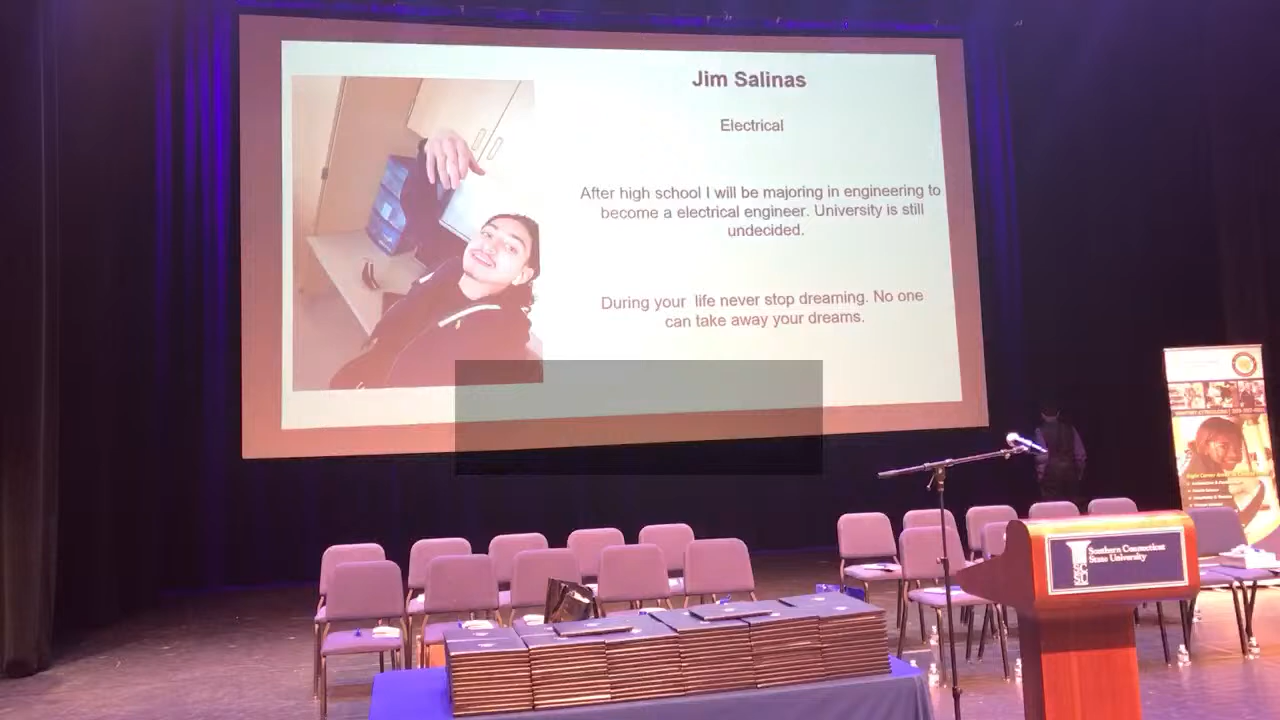 Jim Salinas
Electrical
After high school I will be majoring in engineering to
become a electrical engineer. University is still
undecided.
During your life never stop dreaming. No one
can take away your dreams.
Southern Connecticut
State University
SCSU